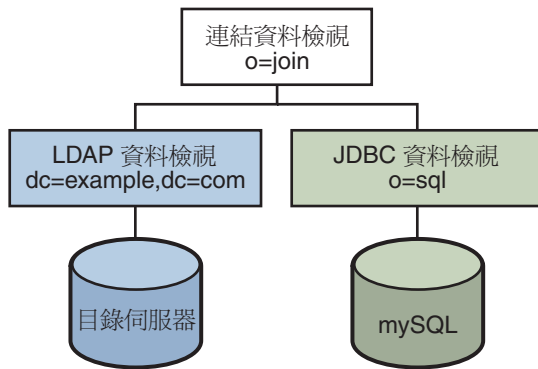 連結資料檢視
o=join
LDAP 資料檢視
dc=example,dc=com
JDBC 資料檢視
o=sql
目錄伺服器
mySQL